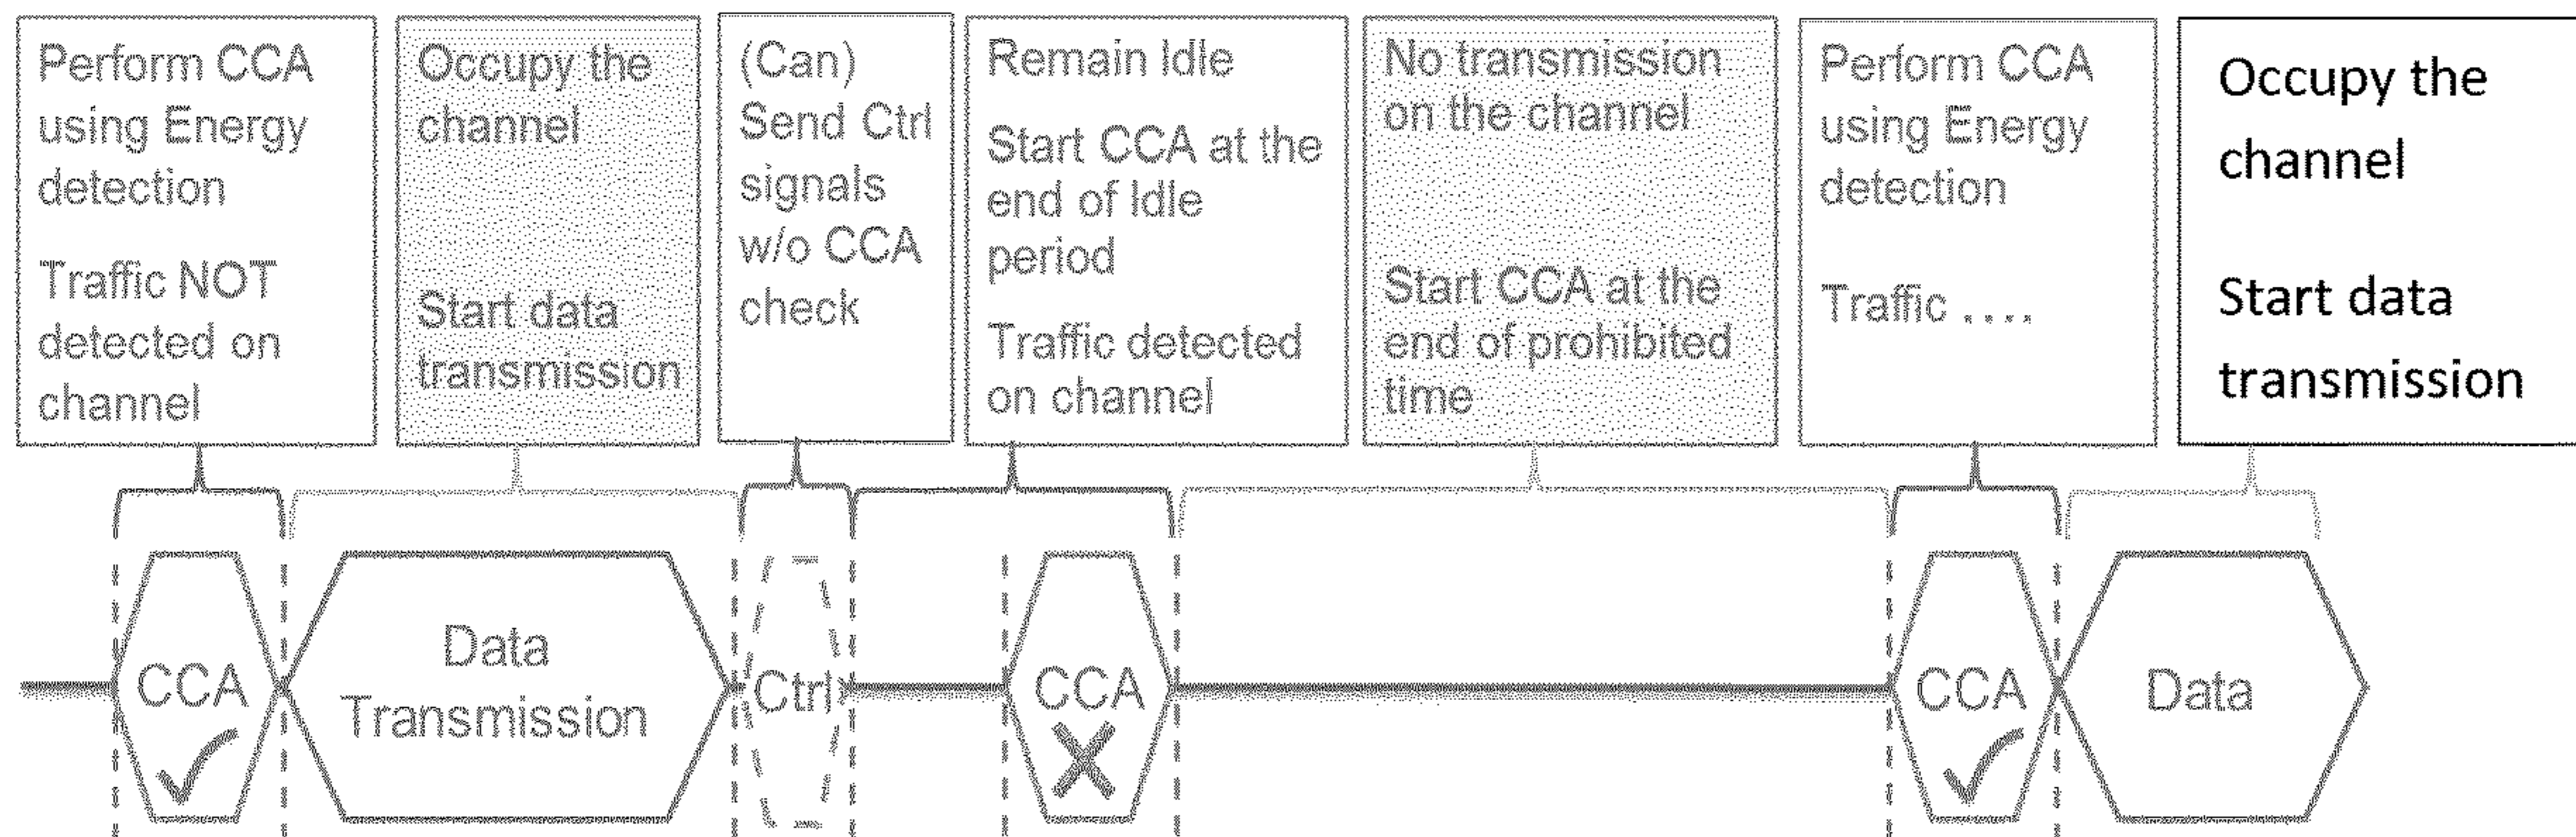 Perform CCA
using Energy
detection
Traffic NOT
detected on
channel
Occupy the
channel
Start data
transmission
(Can)
Send Ctrl
signals
w/o CCA
check
Remain Idle
Start CCA at the
end of Idle
period
Traffic detected
on channel
No transmission
on the channel
Start CCA at the
end of prohibited
time
Perform CCA
using Energy
detection
Traffic ....
Occupy the
channel
Start data
transmission
CCA
Data
Transmission
Ctrl
CCA
CCA
Data